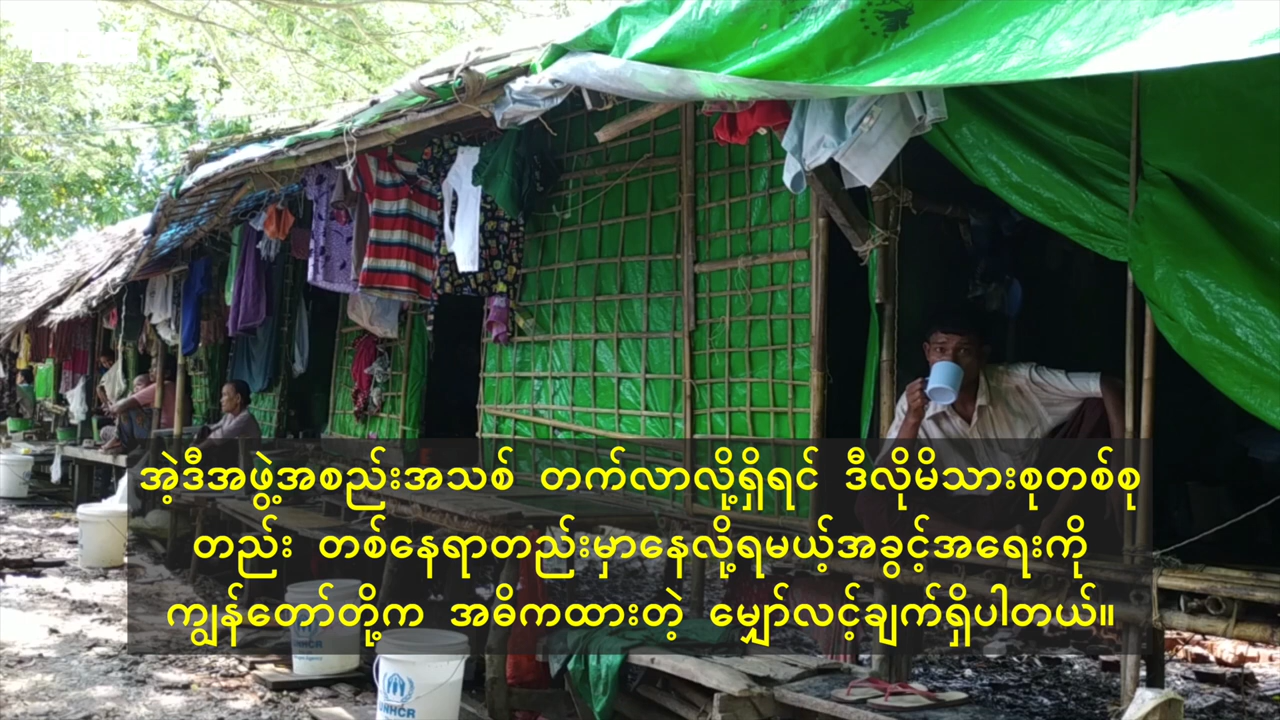 အဲ့ဒီအဖွဲ့အစည်းအသစ် တက်လာလို့ရှိရင် ဒီလိုမိသားစုတစ်စု
တည်း တစ်နေရာတည်းမှာနေလို့ရမယ့်အခွင့်အရေးကို
ကျွန်တော်တို့က အဓိကထားတဲ့ မျှော်လင့်ချက်ရှိပါတယ်။
UNHCR